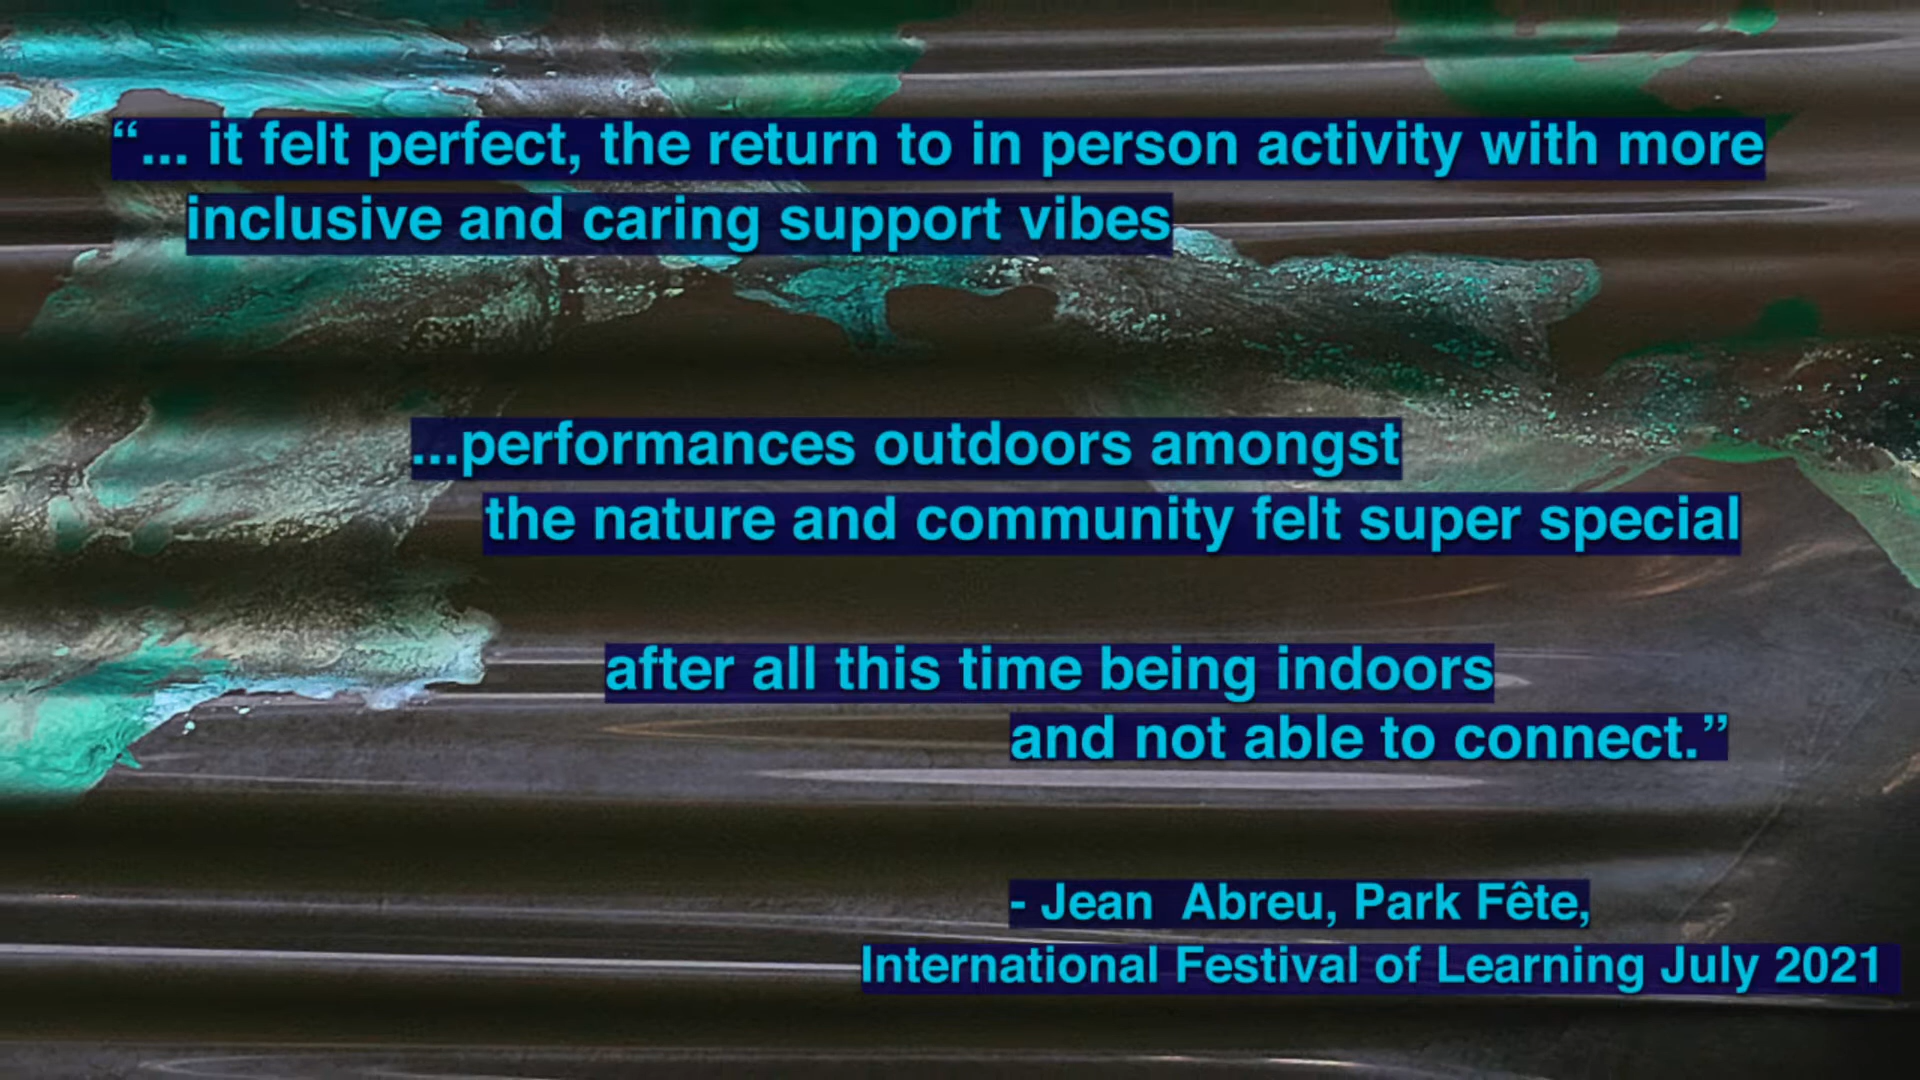 “... it felt perfect, the return to in person activity with more
inclusive and caring support vibes
...performances outdoors amongst
the nature and community felt super special
after all this time being indoors
and not able to connect.”
- Jean  Abreu, Park Fête,
International Festival of Learning July 2021